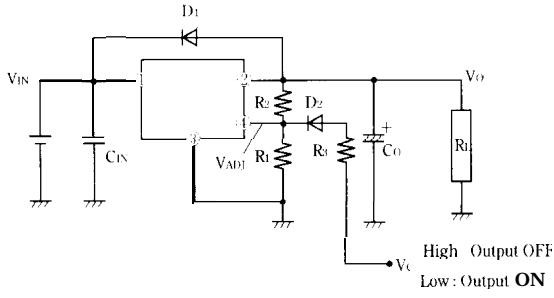 D1
VIN
1
2
VO
R2
D2
4
3
R1
R3
CO
+
RL
CIN
VADJ
High Output OFF
Low : Output ON